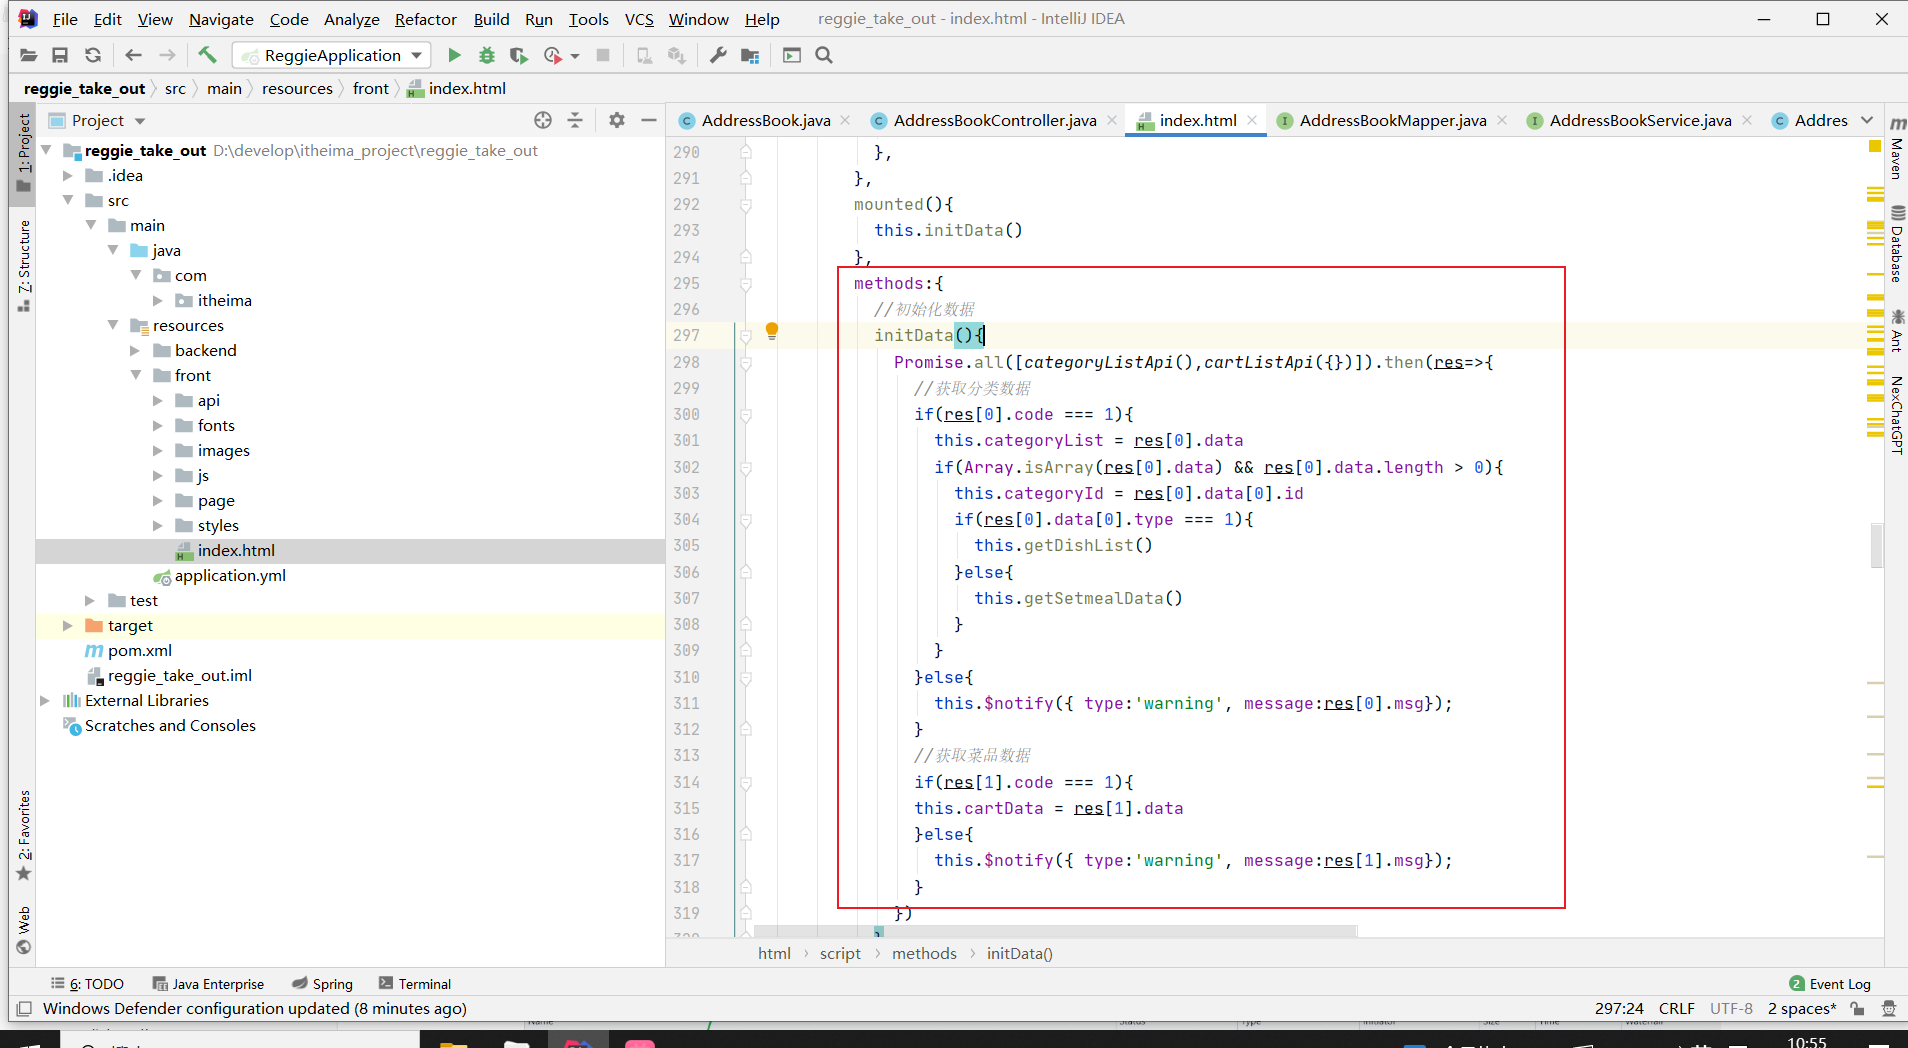 File Edit View Navigate Code Analyze Refactor Build Run Tools VCS Window Help reggie_take_out - index.html - IntelliJ IDEA
ReggieApplication
reggie_take_out src main resources front index.html
1: Project
7: Structure
2: Favorites
Web
Project
reggie_take_out D:\develop\itheima_project\reggie_take_out
.idea
src
main
java
com
itheima
resources
backend
front
api
fonts
images
js
page
styles
index.html
application.yml
test
target
pom.xml
reggie_take_out.iml
External Libraries
Scratches and Consoles
AddressBook.java AddressBookController.java index.html AddressBookMapper.java AddressBookService.java Addres
290 },
291 },
292 mounted(){
293 this.initData()
294 },
295 methods:{
296 //初始化数据
297 initData(){
298 Promise.all([categoryListApi(),cartListApi({})]).then(res=>{
299 //获取分类数据
300 if(res[0].code === 1){
301 this.categoryList = res[0].data
302 if(Array.isArray(res[0].data) && res[0].data.length > 0){
303 this.categoryId = res[0].data[0].id
304 if(res[0].data[0].type === 1){
305 this.getDishList()
306 }else{
307 this.getSetmealData()
308 }
309 }
310 }else{
311 this.$notify({ type:'warning', message:res[0].msg});
312 }
313 //获取菜品数据
314 if(res[1].code === 1){
315 this.cartData = res[1].data
316 }else{
317 this.$notify({ type:'warning', message:res[1].msg});
318 }
319 })
html script methods initData()
Maven
Database
Ant
NexChatGPT
6: TODO Java Enterprise Spring Terminal 2 Event Log
Windows Defender configuration updated (8 minutes ago) 297:24 CRLF UTF-8 2 spaces*
10:55